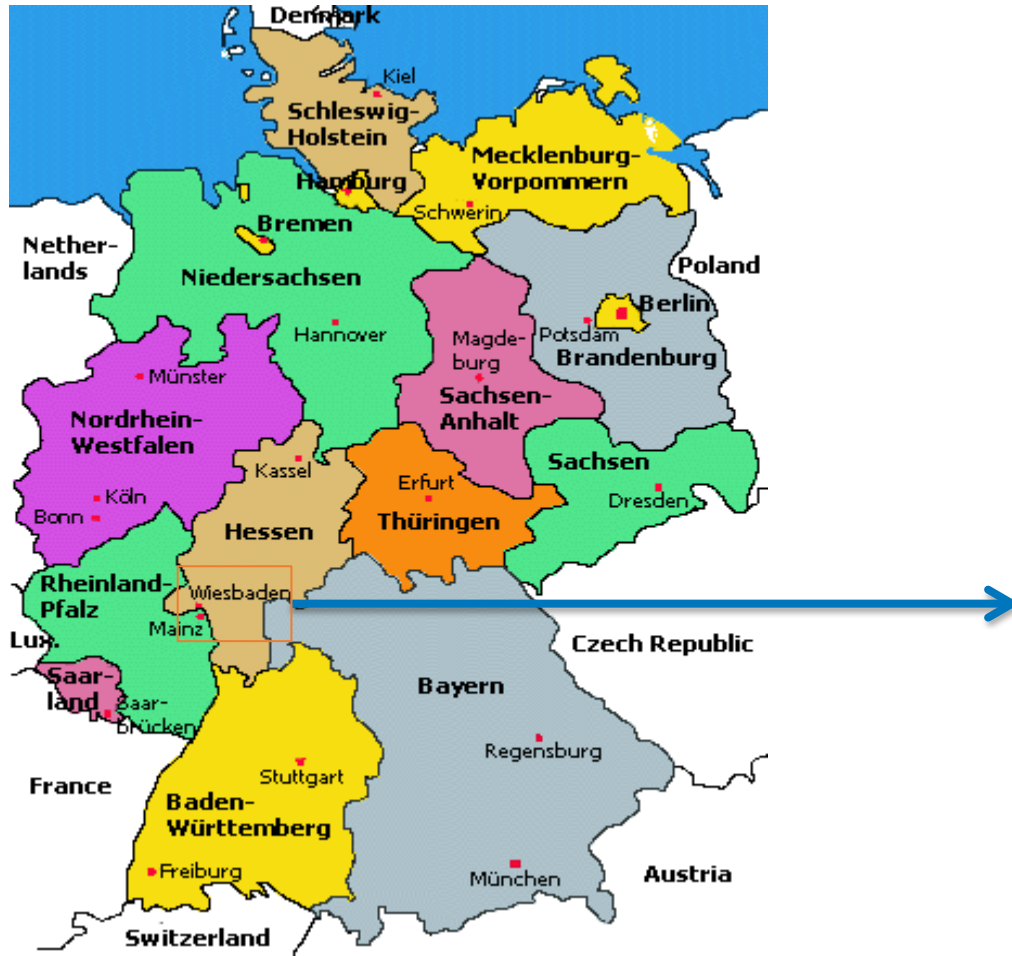 Denmark
Kiel
Schleswig-
Holstein
Mecklenburg-
Vorpommern
Hamburg
Schwerin
Bremen
Nether-
lands
Niedersachsen
Poland
Berlin
Hannover
Potsdam
Magde-
burg
Brandenburg
Münster
Sachsen-
Anhalt
Nordrhein-
Westfalen
Kassel
Sachsen
Erfurt
Dresden
Köln
Bonn
Thüringen
Hessen
Rheinland-
Pfalz
Wiesbaden
Mainz
Lux.
Czech Republic
Saar-
land
Saar-
brücken
Bayern
Regensburg
France
Stuttgart
Baden-
Württemberg
Freiburg
München
Austria
Switzerland